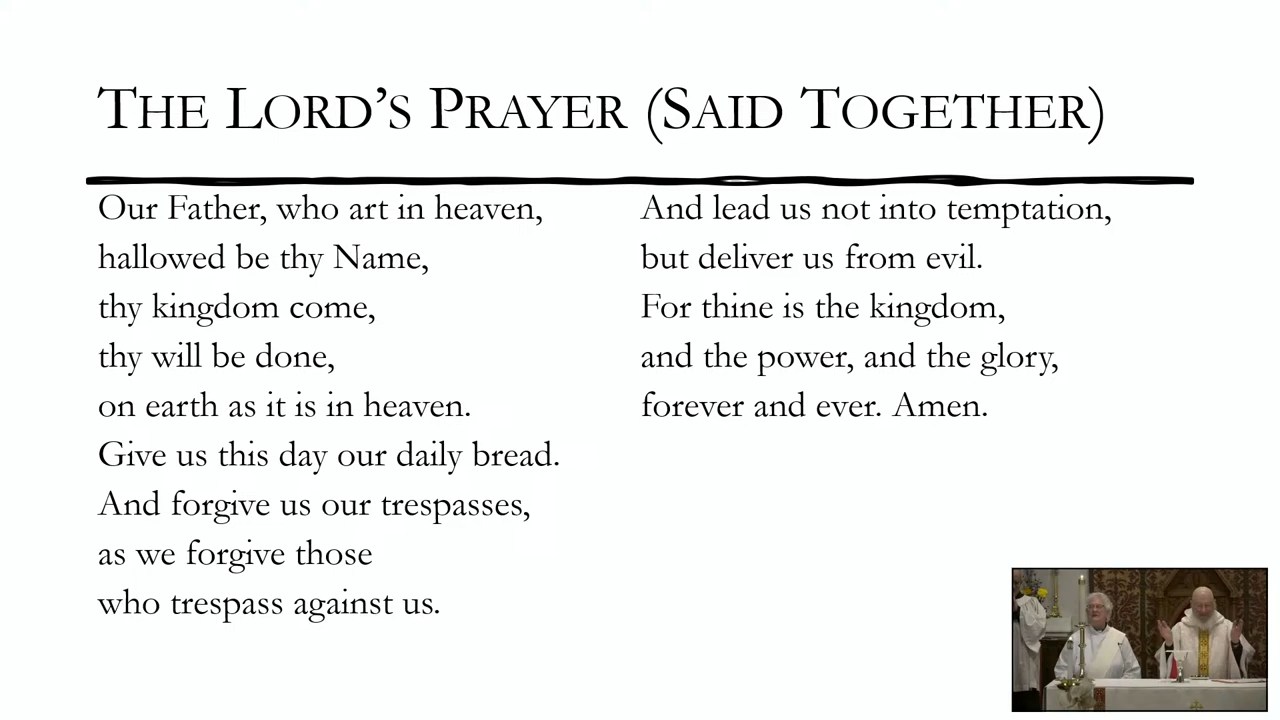 THE LORD'S PRAYER (SAID TOGETHER)
Our Father, who art in heaven,
hallowed be thy Name,
thy kingdom come,
thy will be done,
on earth as it is in heaven.
Give us this day our daily bread.
And forgive us our trespasses,
as we forgive those
who trespass against us.
And lead us not into temptation,
but deliver us from evil.
For thine is the kingdom,
and the power, and the glory,
forever and ever. Amen.